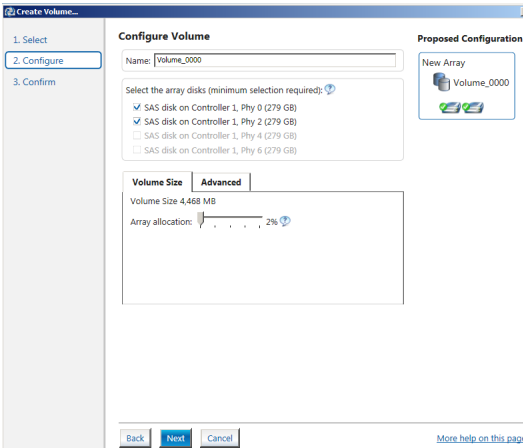 Create Volume...
1. Select
2. Configure
3. Confirm
Configure Volume
Name: Volume_0000
Select the array disks (minimum selection required):
SAS disk on Controller 1, Phy 0 (279 GB)
SAS disk on Controller 1, Phy 2 (279 GB)
SAS disk on Controller 1, Phy 4 (279 GB)
SAS disk on Controller 1, Phy 6 (279 GB)
Volume Size Advanced
Volume Size 4,468 MB
Array allocation: 2%
Back Next Cancel
Proposed Configuration
New Array
Volume_0000
More help on this page